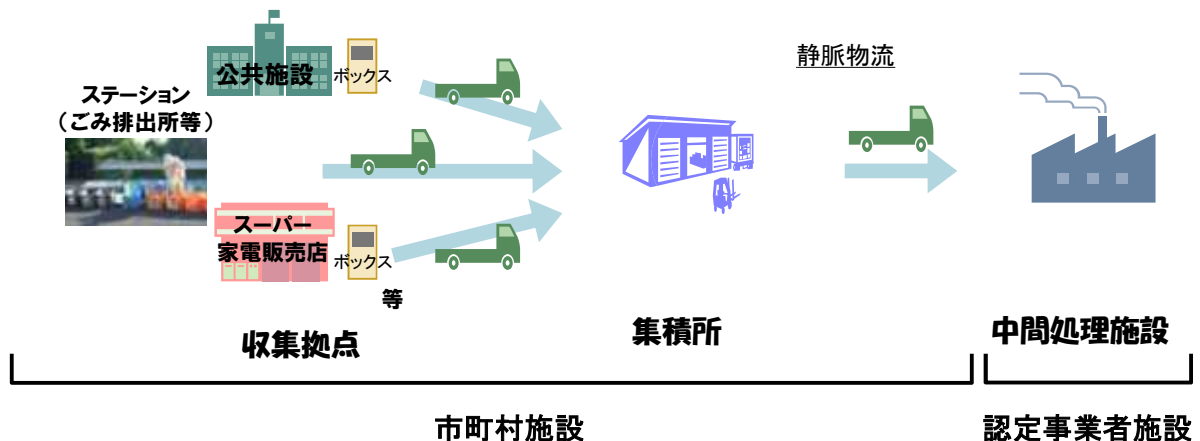 静脈物流
公共施設
ボックス
ステーション
（ごみ排出所等）
スーパー
家電販売店
ボックス
等
収集拠点
集積所
中間処理施設
市町村施設
認定事業者施設